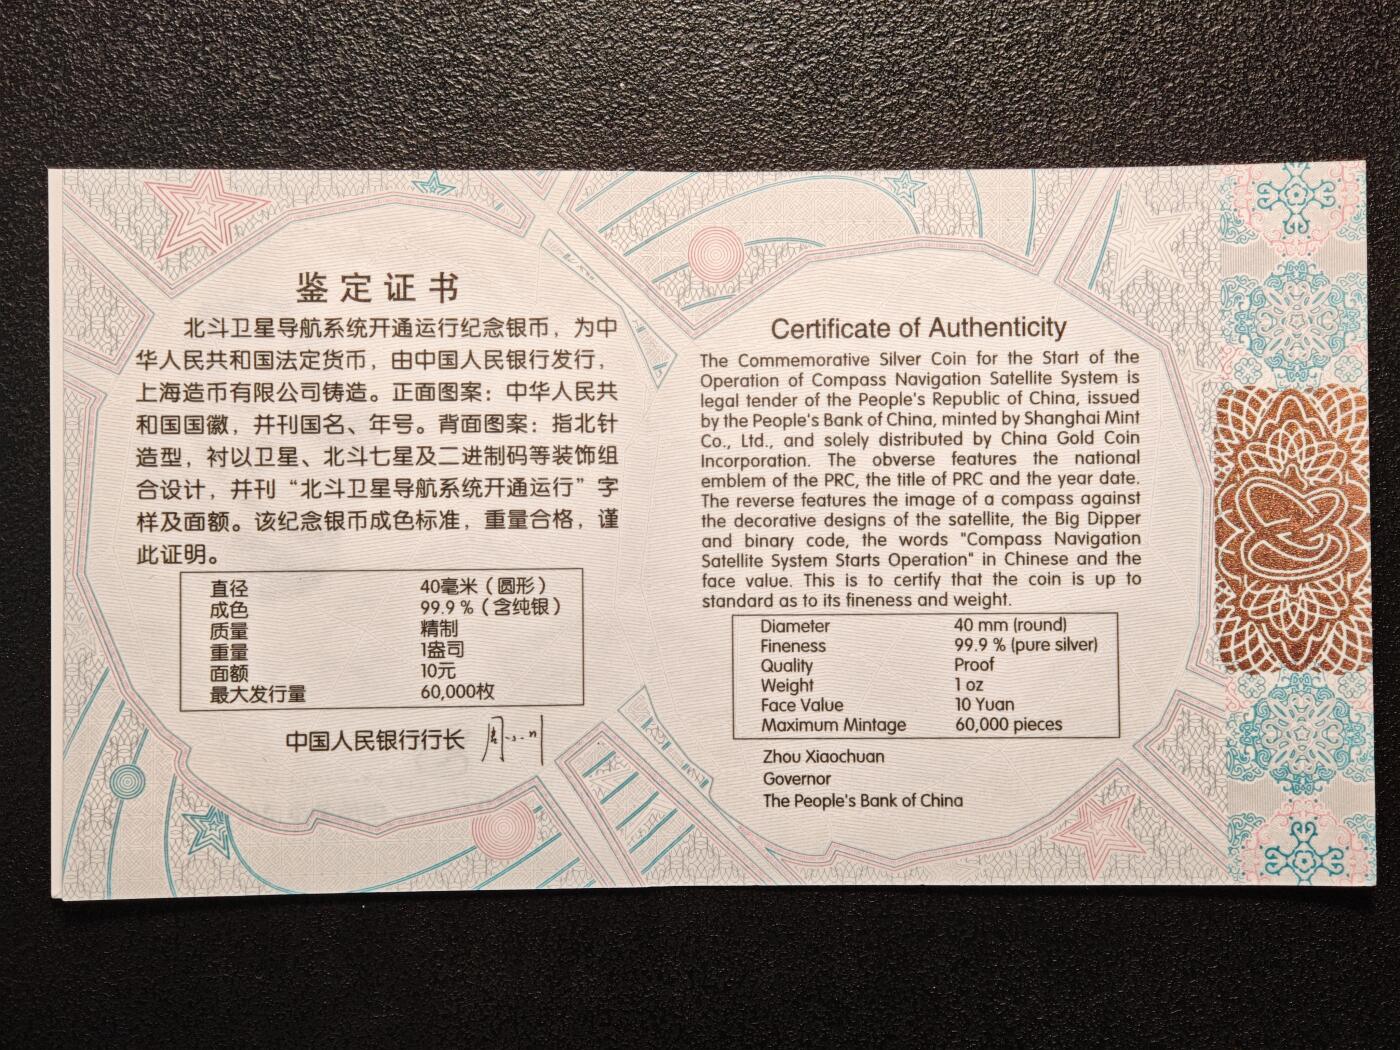 鉴定证书
北斗卫星导航系统开通运行纪念银币，为中
华人民共和国法定货币，由中国人民银行发行，
上海造币有限公司铸造。正面图案：中华人民共
和国国徽，并刊国名、年号。背面图案：指北针
造型，衬以卫星、北斗七星及二进制码等装饰组
合设计，并刊“北斗卫星导航系统开通运行”字
样及面额。该纪念银币成色标准，重量合格，谨
此证明。
直径 40毫米（圆形）
成色 99.9 %（含纯银）
质量 精制
重量 1盎司
面额 10元
最大发行量 60,000枚
中国人民银行行长
Certificate of Authenticity
The Commemorative Silver Coin for the Start of the
Operation of Compass Navigation Satellite System is
legal tender of the People's Republic of China, issued
by the People's Bank of China, minted by Shanghai Mint
Co., Ltd., and solely distributed by China Gold Coin
Incorporation. The obverse features the national
emblem of the PRC, the title of PRC and the year date.
The reverse features the image of a compass against
the decorative designs of the satellite, the Big Dipper
and binary code, the words "Compass Navigation
Satellite System Starts Operation" in Chinese and the
face value. This is to certify that the coin is up to
standard as to its fineness and weight.
Diameter 40 mm (round)
Fineness 99.9 % (pure silver)
Quality Proof
Weight 1 oz
Face Value 10 Yuan
Maximum Mintage 60,000 pieces
Zhou Xiaochuan
Governor
The People's Bank of China